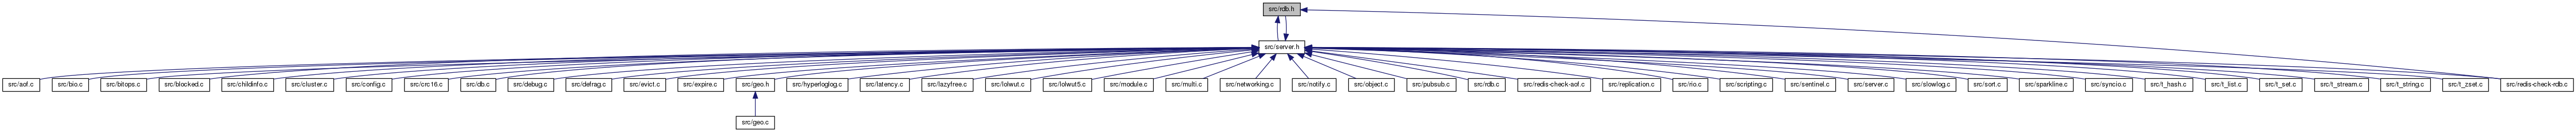 src/rdb.h
src/server.h
src/aof.c
src/bio.c
src/bitops.c
src/blocked.c
src/childinfo.c
src/cluster.c
src/config.c
src/crc16.c
src/db.c
src/debug.c
src/defrag.c
src/evict.c
src/expire.c
src/geo.h
src/hyperloglog.c
src/latency.c
src/lazyfree.c
src/lolwut.c
src/lolwut5.c
src/module.c
src/multi.c
src/networking.c
src/notify.c
src/object.c
src/pubsub.c
src/rdb.c
src/redis-check-aof.c
src/replication.c
src/rio.c
src/scripting.c
src/sentinel.c
src/server.c
src/slowlog.c
src/sort.c
src/sparkline.c
src/syncio.c
src/t_hash.c
src/t_list.c
src/t_set.c
src/t_stream.c
src/t_string.c
src/t_zset.c
src/redis-check-rdb.c
src/geo.c